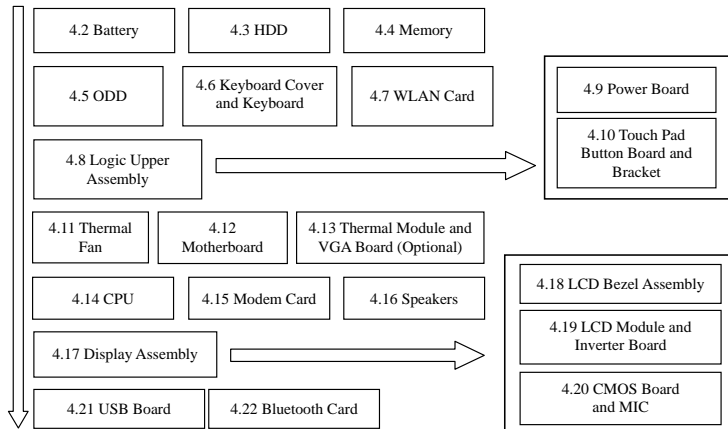 4.2 Battery
4.3 HDD
4.4 Memory
4.5 ODD
4.6 Keyboard Cover
and Keyboard
4.7 WLAN Card
4.9 Power Board
4.10 Touch Pad
Button Board and
Bracket
4.8 Logic Upper
Assembly
4.11 Thermal
Fan
4.12
Motherboard
4.13 Thermal Module and
VGA Board (Optional)
4.14 CPU
4.15 Modem Card
4.16 Speakers
4.17 Display Assembly
4.18 LCD Bezel Assembly
4.19 LCD Module and
Inverter Board
4.20 CMOS Board
and MIC
4.21 USB Board
4.22 Bluetooth Card